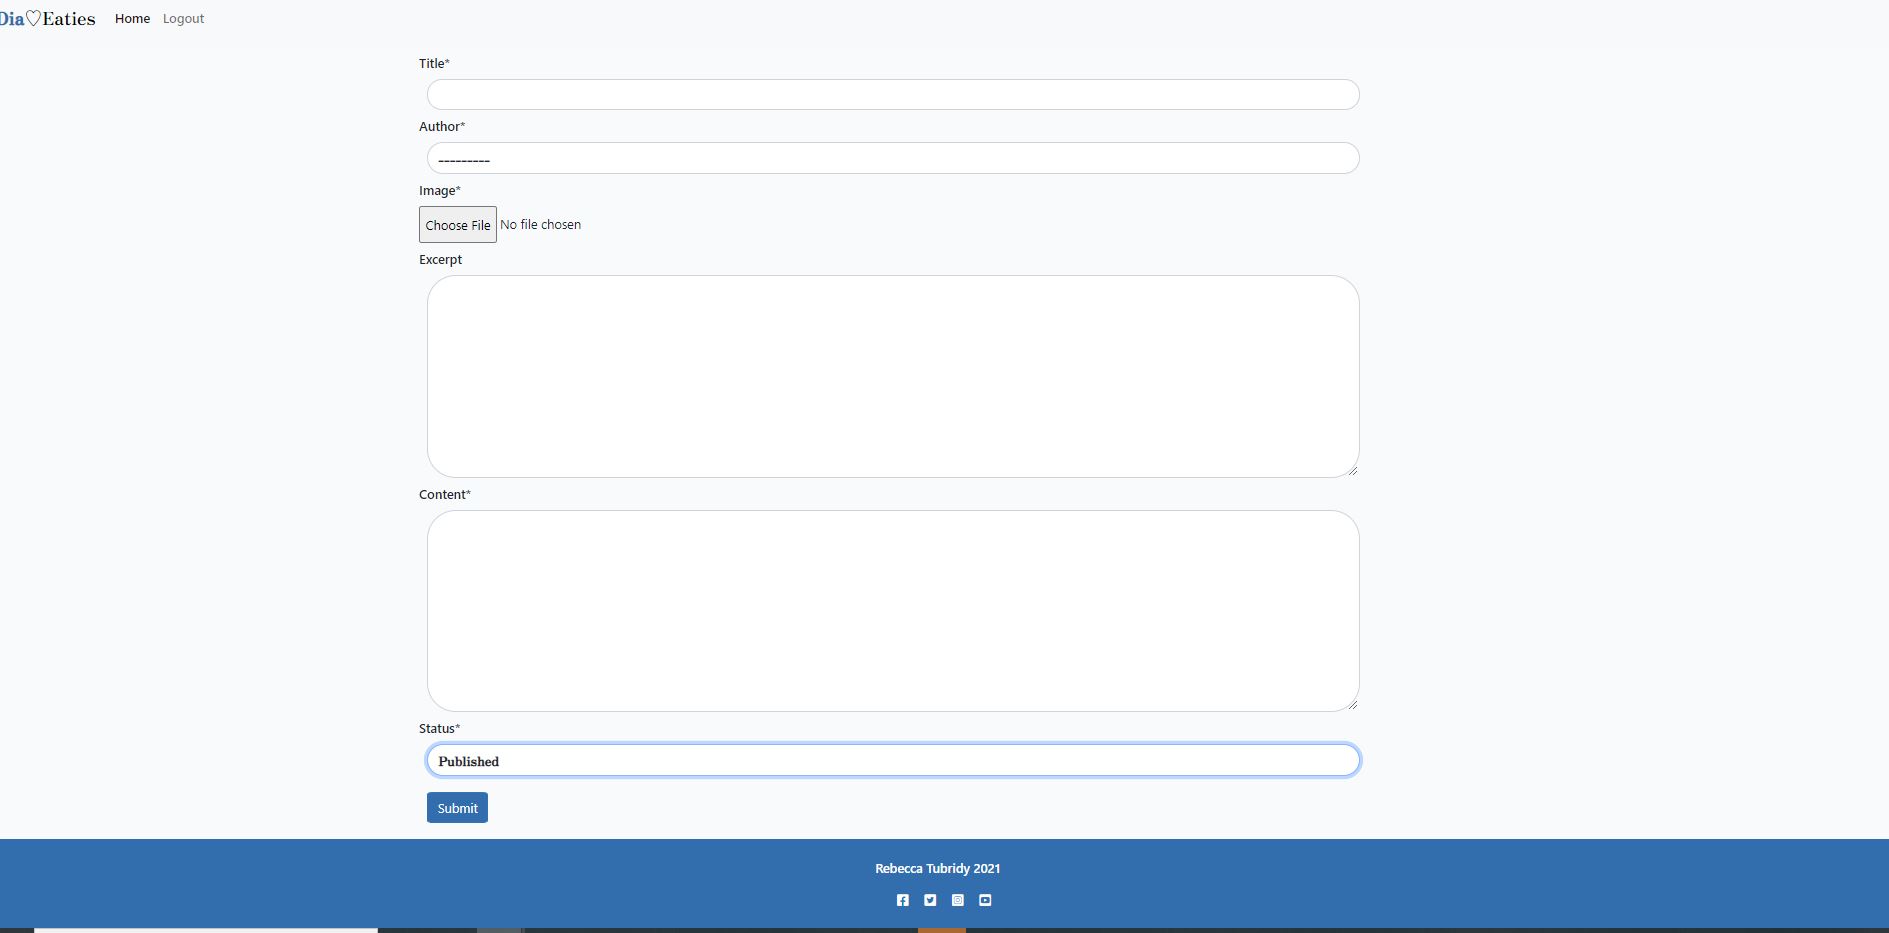 Dia♡Eaties Home Logout
Title*
Author*
---------
Image*
Choose File No file chosen
Excerpt
Content*
Status*
Published
Submit
Rebecca Tubridy 2021